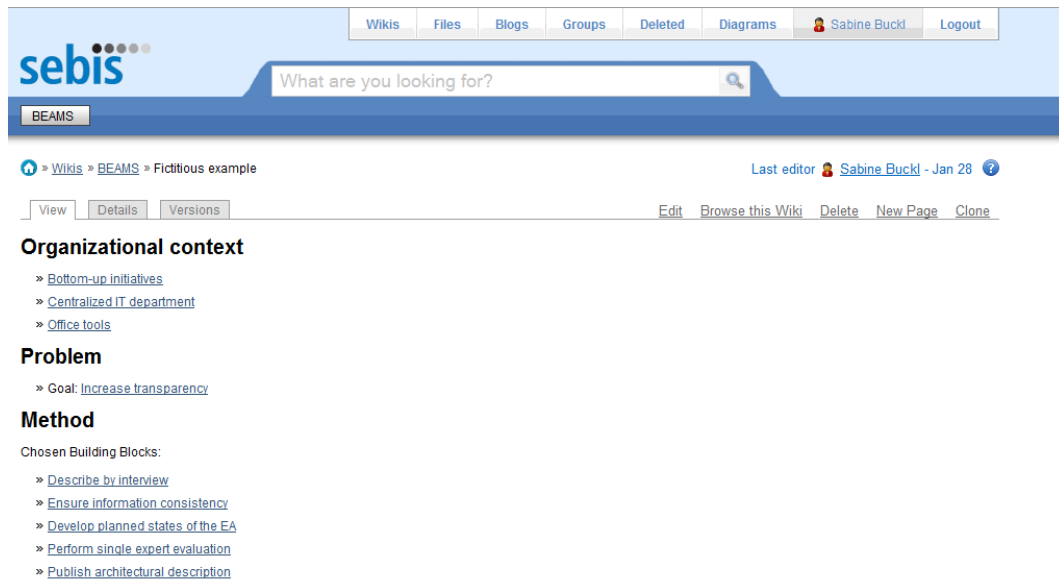 Wikis Files Blogs Groups Deleted Diagrams Sabine Buckl Logout
sebis
What are you looking for?
BEAMS
» Wikis » BEAMS » Fictitious example
Last editor Sabine Buckl - Jan 28 ?
View Details Versions
Edit Browse this Wiki Delete New Page Clone
Organizational context
» Bottom-up initiatives
» Centralized IT department
» Office tools
Problem
» Goal: Increase transparency
Method
Chosen Building Blocks:
» Describe by interview
» Ensure information consistency
» Develop planned states of the EA
» Perform single expert evaluation
» Publish architectural description